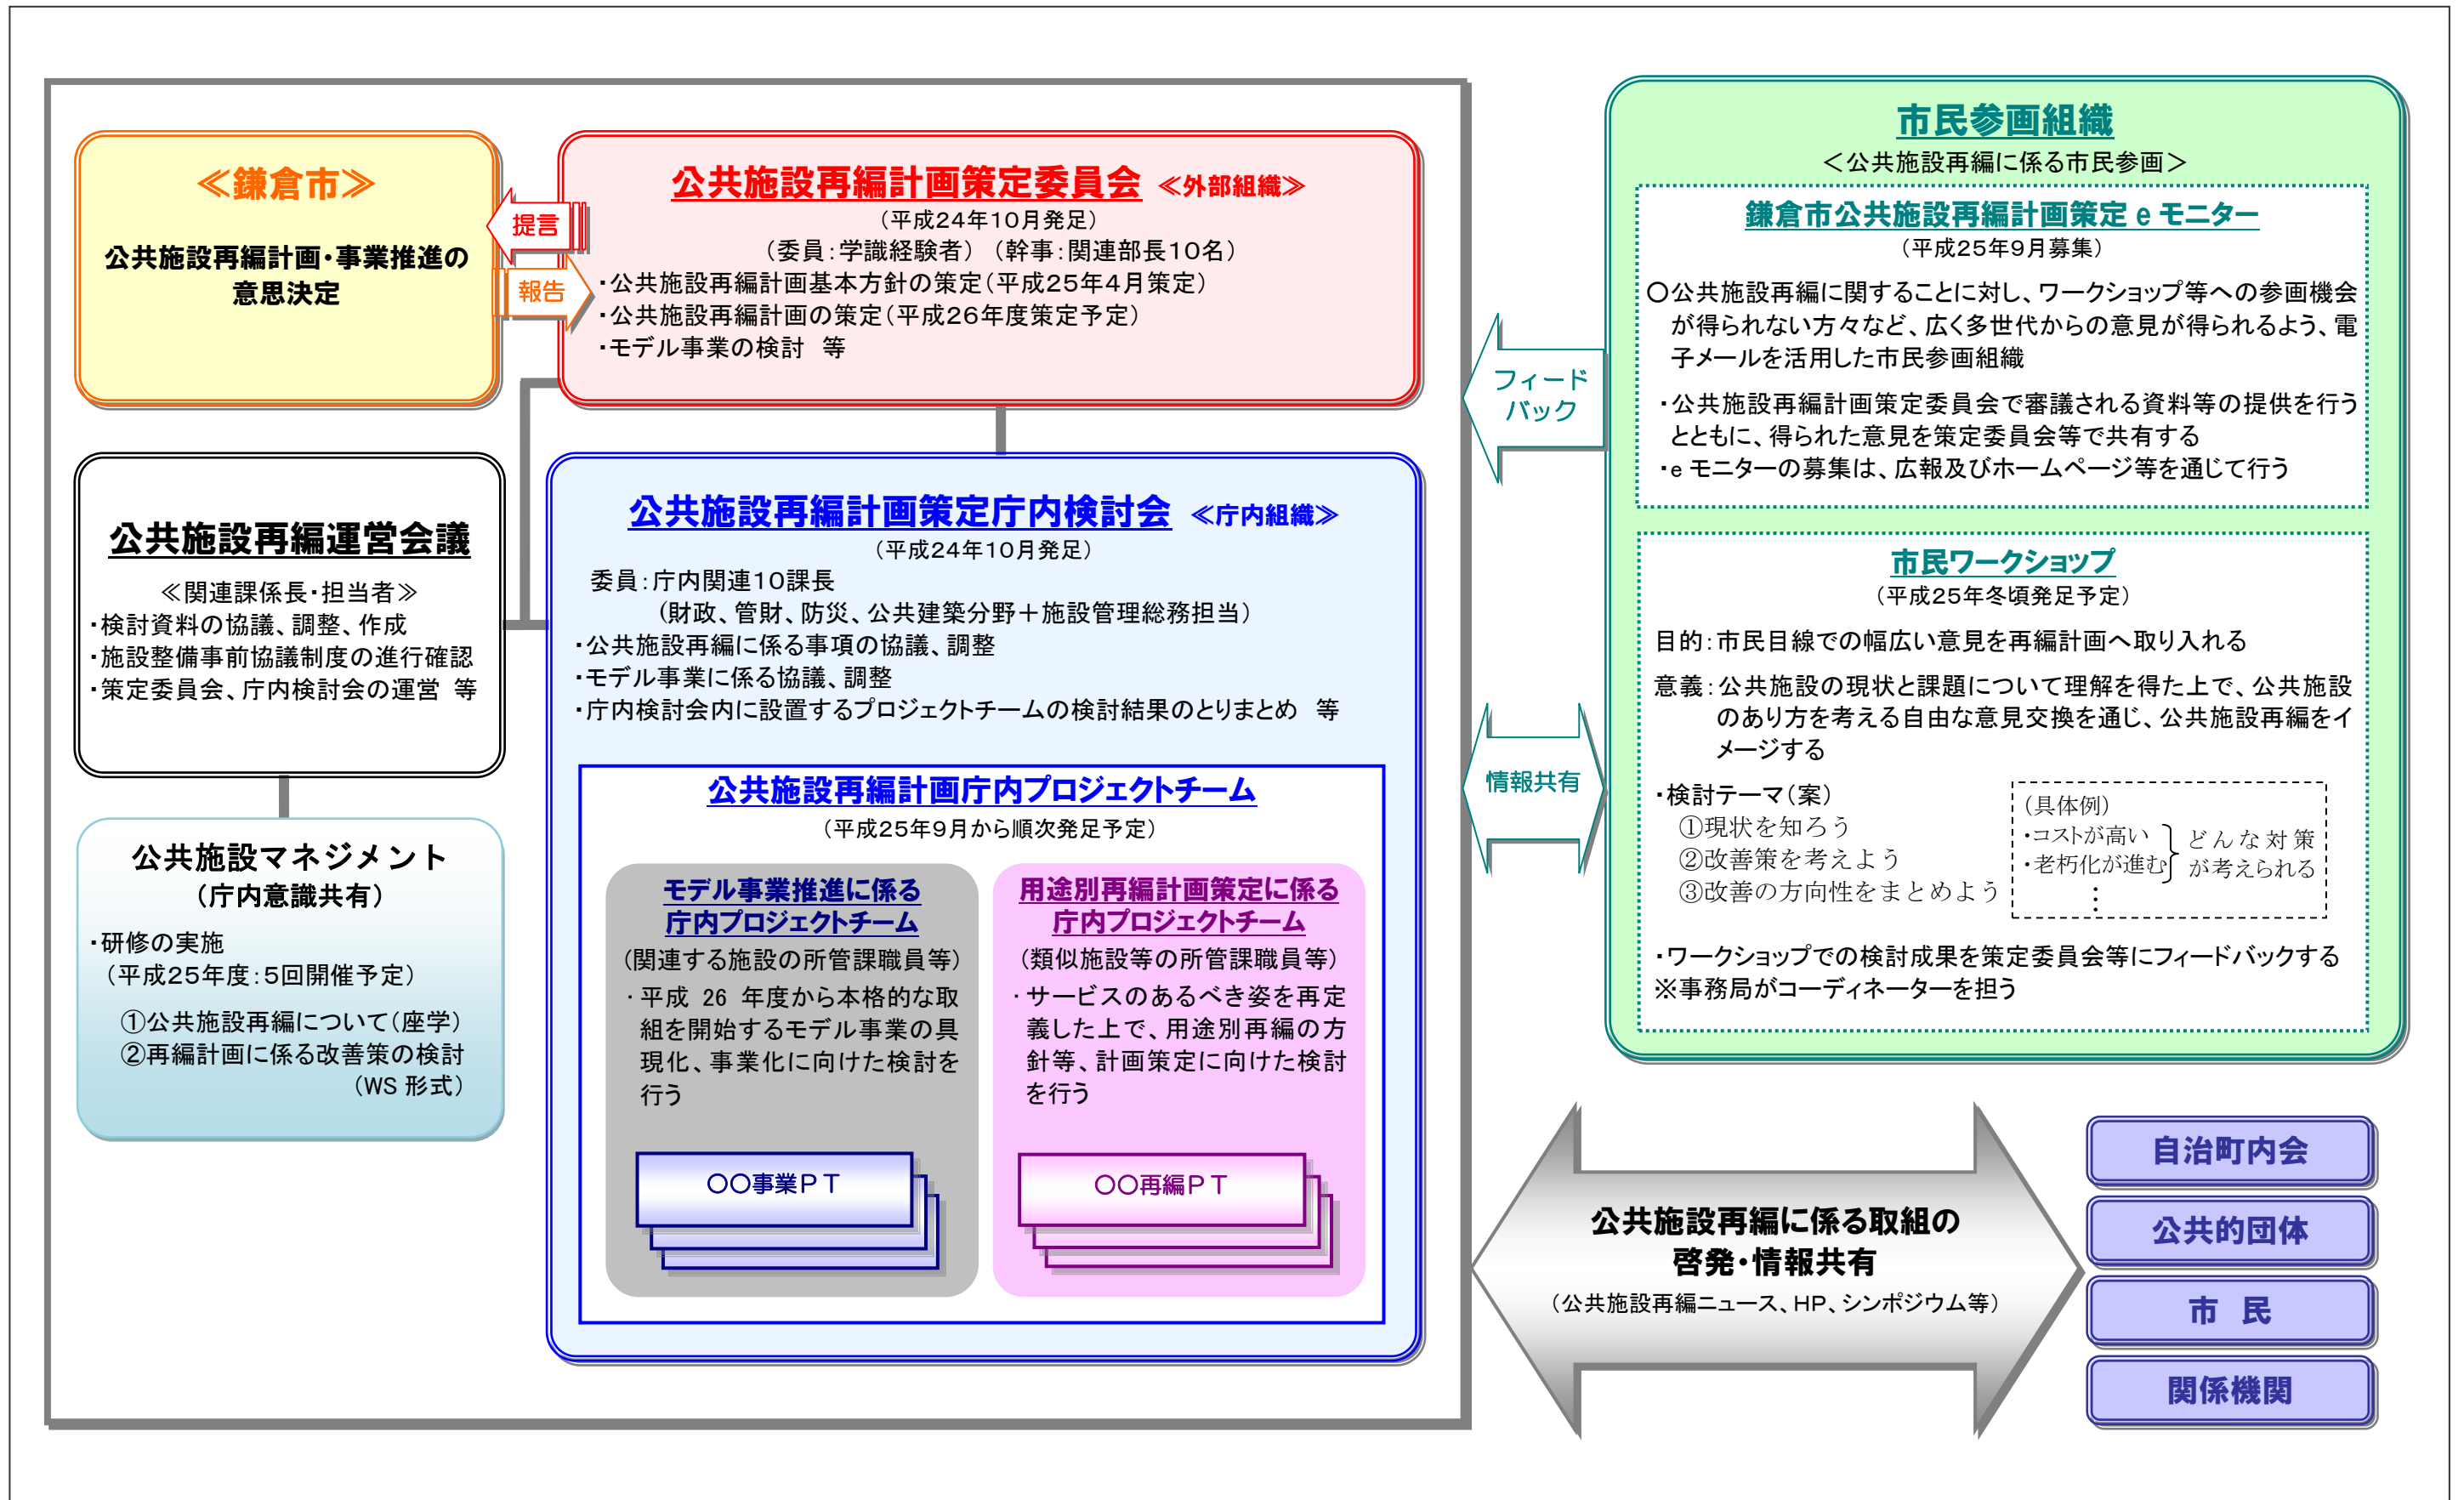 ≪鎌倉市≫
公共施設再編計画・事業推進の
意思決定
提言
報告
公共施設再編計画策定委員会 ≪外部組織≫
（平成24年10月発足）
（委員：学識経験者）（幹事：関連部長10名）
・公共施設再編計画基本方針の策定（平成25年4月策定）
・公共施設再編計画の策定（平成26年度策定予定）
・モデル事業の検討　等
公共施設再編運営会議
≪関連課係長・担当者≫
・検討資料の協議、調整、作成
・施設整備事前協議制度の進行確認
・策定委員会、庁内検討会の運営 等
公共施設マネジメント
（庁内意識共有）
・研修の実施
（平成25年度：5回開催予定）
①公共施設再編について（座学）
②再編計画に係る改善策の検討
（WS 形式）
公共施設再編計画策定庁内検討会 ≪庁内組織≫
（平成24年10月発足）
委員：庁内関連10課長
（財政、管財、防災、公共建築分野＋施設管理総務担当）
・公共施設再編に係る事項の協議、調整
・モデル事業に係る協議、調整
・庁内検討会内に設置するプロジェクトチームの検討結果のとりまとめ　等
公共施設再編計画庁内プロジェクトチーム
（平成25年9月から順次発足予定）
モデル事業推進に係る
庁内プロジェクトチーム
（関連する施設の所管課職員等）
・平成 26 年度から本格的な取
組を開始するモデル事業の具
現化、事業化に向けた検討を
行う
〇〇事業ＰＴ
用途別再編計画策定に係る
庁内プロジェクトチーム
（類似施設等の所管課職員等）
・サービスのあるべき姿を再定
義した上で、用途別再編の方
針等、計画策定に向けた検討
を行う
〇〇再編ＰＴ
フィード
バック
情報共有
市民参画組織
＜公共施設再編に係る市民参画＞
鎌倉市公共施設再編計画策定 e モニター
（平成25年9月募集）
〇公共施設再編に関することに対し、ワークショップ等への参画機会
が得られない方々など、広く多世代からの意見が得られるよう、電
子メールを活用した市民参画組織
・公共施設再編計画策定委員会で審議される資料等の提供を行う
とともに、得られた意見を策定委員会等で共有する
・e モニターの募集は、広報及びホームページ等を通じて行う
市民ワークショップ
（平成25年冬頃発足予定）
目的：市民目線での幅広い意見を再編計画へ取り入れる
意義：公共施設の現状と課題について理解を得た上で、公共施設
のあり方を考える自由な意見交換を通じ、公共施設再編をイ
メージする
・検討テーマ（案）
①現状を知ろう
②改善策を考えよう
③改善の方向性をまとめよう
（具体例）
・コストが高い
・老朽化が進む
：
どんな対策
が考えられる
・ワークショップでの検討成果を策定委員会等にフィードバックする
※事務局がコーディネーターを担う
公共施設再編に係る取組の
啓発・情報共有
（公共施設再編ニュース、HP、シンポジウム等）
自治町内会
公共的団体
市　民
関係機関